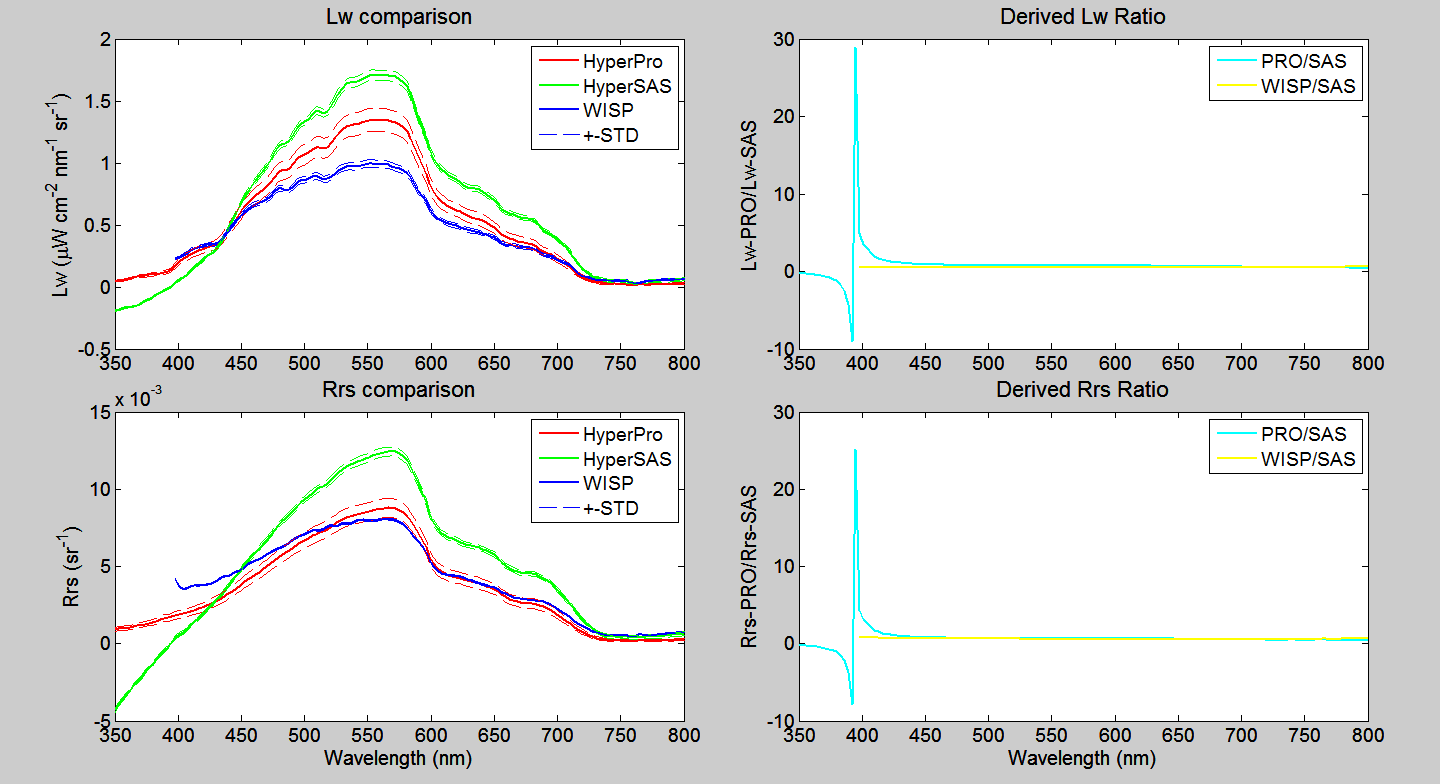 Lw comparison
2
1.5
1
0.5
0
-0.5
Lw (μW cm-2 nm-1 sr-1)
350 400 450 500 550 600 650 700 750 800
HyperPro
HyperSAS
WISP
+-STD
Derived Lw Ratio
30
20
10
0
-10
Lw-PRO/Lw-SAS
350 400 450 500 550 600 650 700 750 800
PRO/SAS
WISP/SAS
Rrs comparison
x 10-3
15
10
5
0
-5
Rrs (sr-1)
350 400 450 500 550 600 650 700 750 800
Wavelength (nm)
HyperPro
HyperSAS
WISP
+-STD
Derived Rrs Ratio
30
20
10
0
-10
Rrs-PRO/Rrs-SAS
350 400 450 500 550 600 650 700 750 800
Wavelength (nm)
PRO/SAS
WISP/SAS